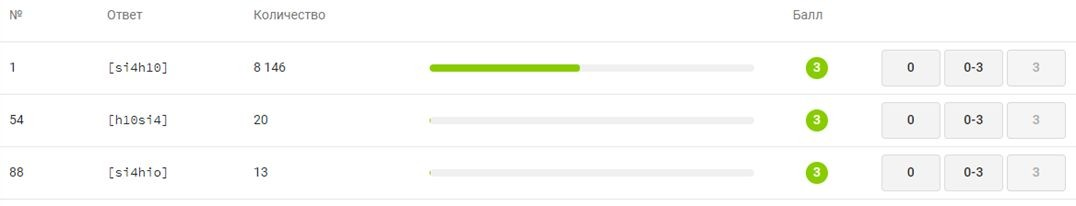 № Ответ Количество Балл
1 [si4h10] 8 146 3 0 0-3 3
54 [h10si4] 20 3 0 0-3 3
88 [si4hio] 13 3 0 0-3 3